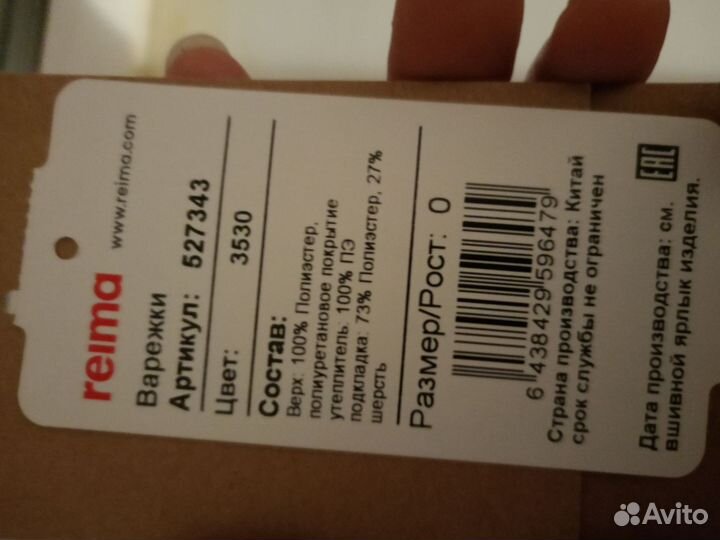 reima
www.reima.com
Варежки
Артикул: 527343
Цвет: 3530
Состав:
Верх: 100% Полиэстер,
полиуретановое покрытие
утеплитель: 100% ПЭ
подкладка: 73% Полиэстер, 27%
шерсть
Размер/Рост: 0
6 438429 596479
Страна производства: Китай
срок службы не ограничен
EAC
Дата производства: см.
вшивной ярлык изделия.
Avito